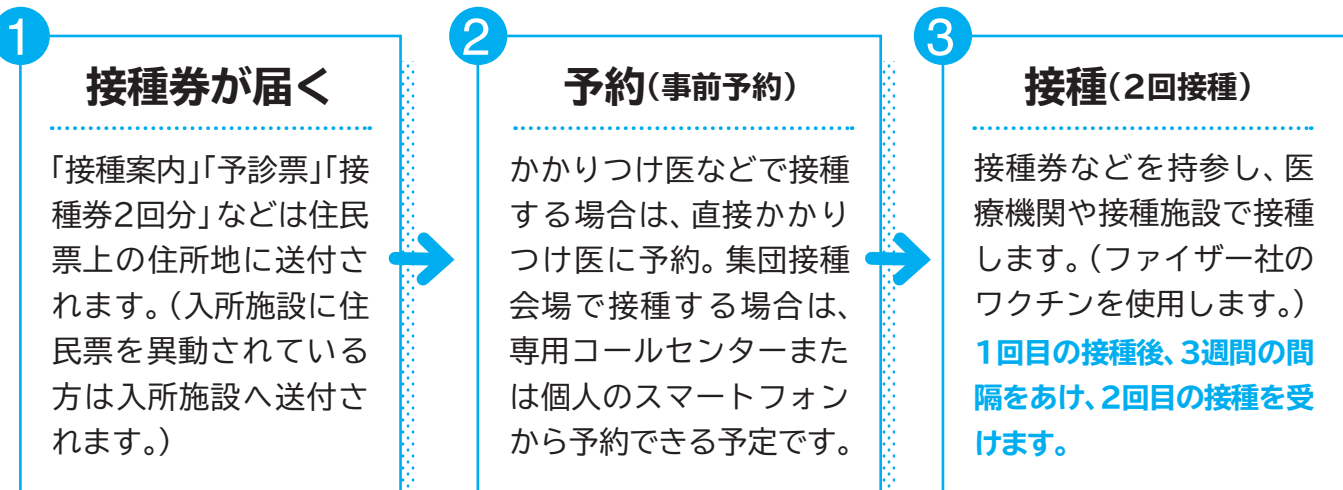 1
接種券が届く
「接種案内」「予診票」「接
種券2回分」などは住民
票上の住所地に送付さ
れます。(入所施設に住
民票を異動されている
方は入所施設へ送付さ
れます。)
2
予約(事前予約)
かかりつけ医などで接種
する場合は、直接かかり
つけ医に予約。集団接種
会場で接種する場合は、
専用コールセンターまた
は個人のスマートフォン
から予約できる予定です。
3
接種(2回接種)
接種券などを持参し、医
療機関や接種施設で接種
します。(ファイザー社の
ワクチンを使用します。)
1回目の接種後、3週間の間
隔をあけ、2回目の接種を受
けます。